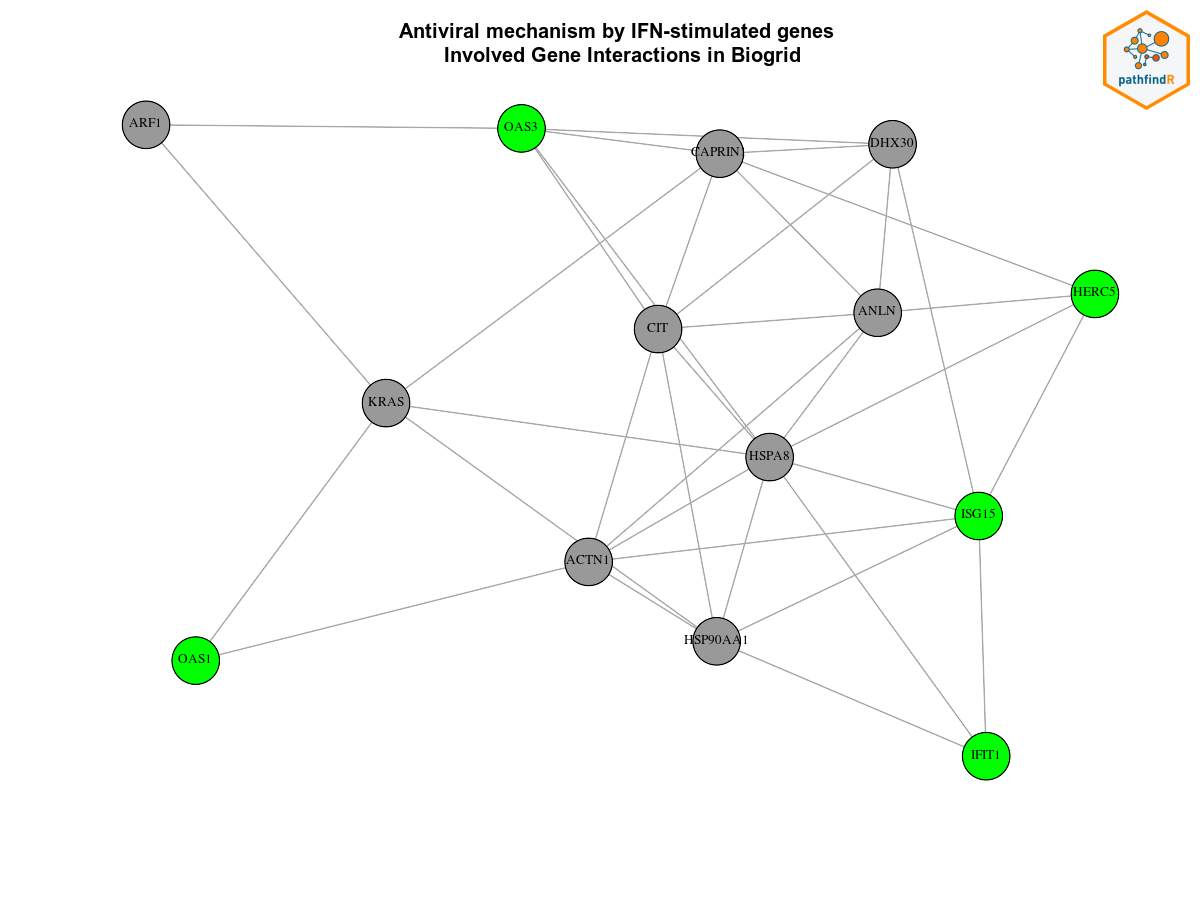 Antiviral mechanism by IFN-stimulated genes
Involved Gene Interactions in Biogrid
pathfindR
ARF1
OAS3
CAPRIN1
DHX30
HERC5
ANLN
CIT
KRAS
HSPA8
ISG15
ACTN1
HSP90AA1
OAS1
IFIT1